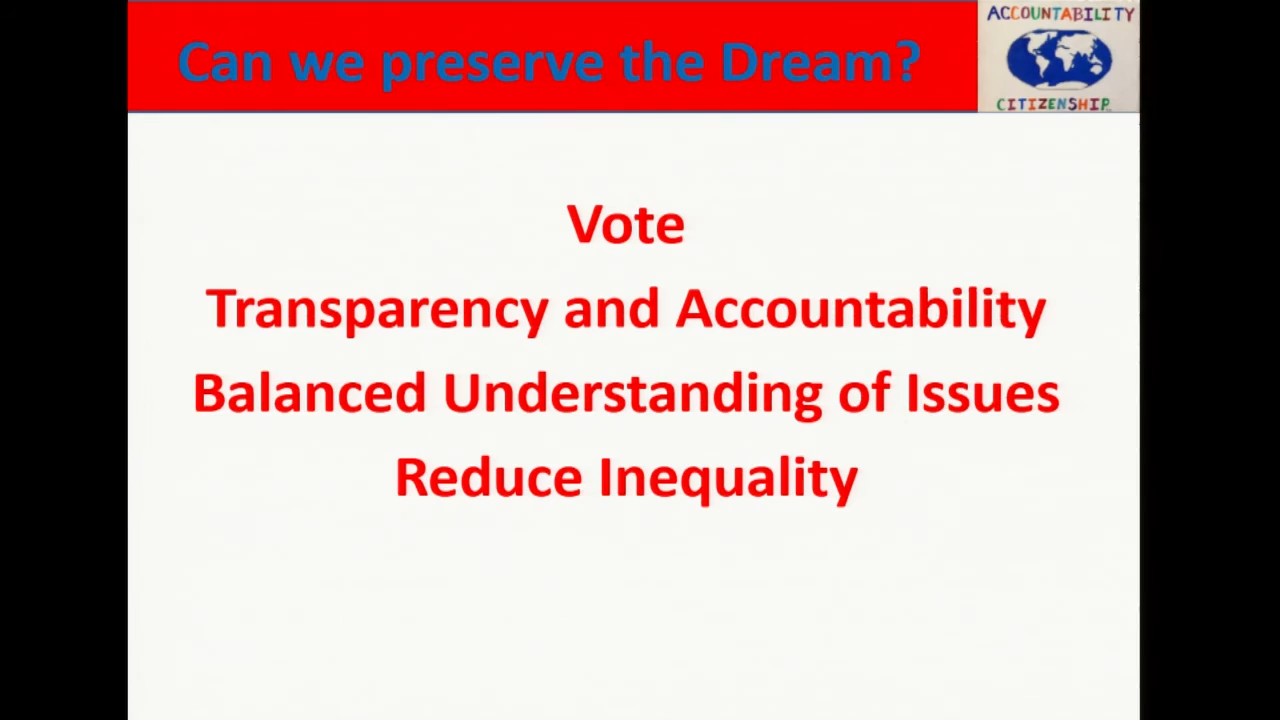 Can we preserve the Dream?
ACCOUNTABILITY
CITIZENSHIP
Vote
Transparency and Accountability
Balanced Understanding of Issues
Reduce Inequality